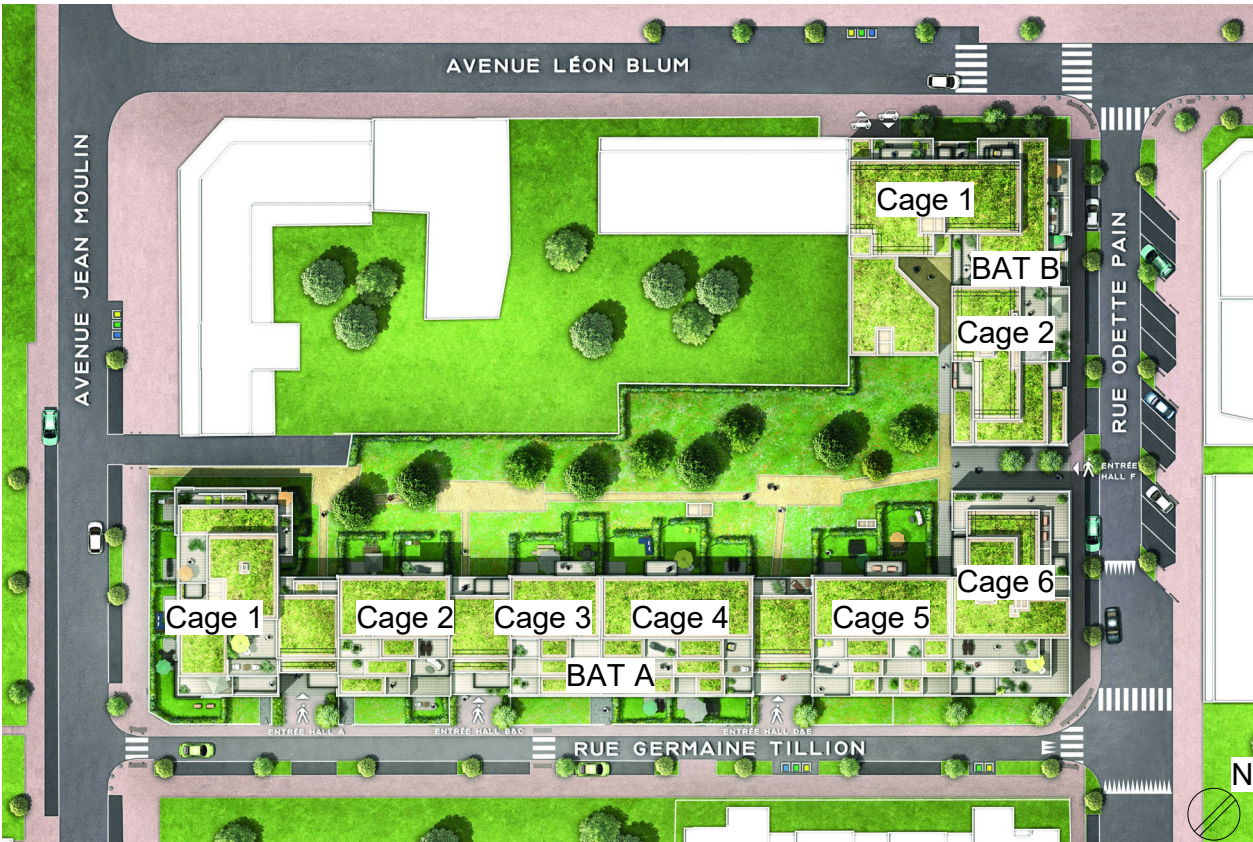 AVENUE LÉON BLUM
AVENUE JEAN MOULIN
Cage 1
BAT B
Cage 2
RUE ODETTE PAIN
ENTRÉE
HALL F
Cage 1
Cage 2
Cage 3
Cage 4
Cage 5
Cage 6
BAT A
ENTRÉE HALL A
ENTRÉE HALL B&C
ENTRÉE HALL D&E
RUE GERMAINE TILLION
N